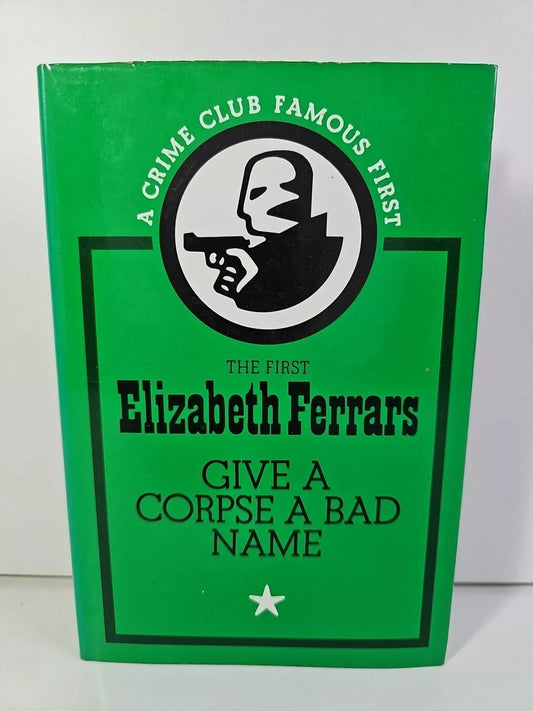 A CRIME CLUB FAMOUS FIRST
THE FIRST
Elizabeth Ferrars
GIVE A
CORPSE A BAD
NAME